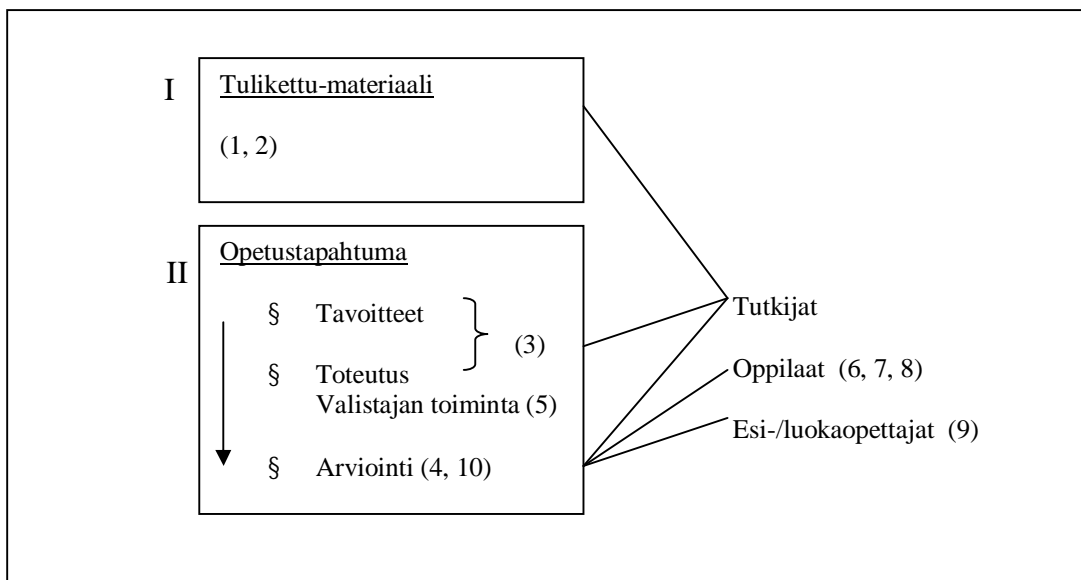 I
Tulikettu-materiaali
(1, 2)
II
Opetustapahtuma
§ Tavoitteet
(3)
§ Toteutus
Valistajan toiminta (5)
§ Arviointi (4, 10)
Tutkijat
Oppilaat (6, 7, 8)
Esi-/luokaopettajat (9)